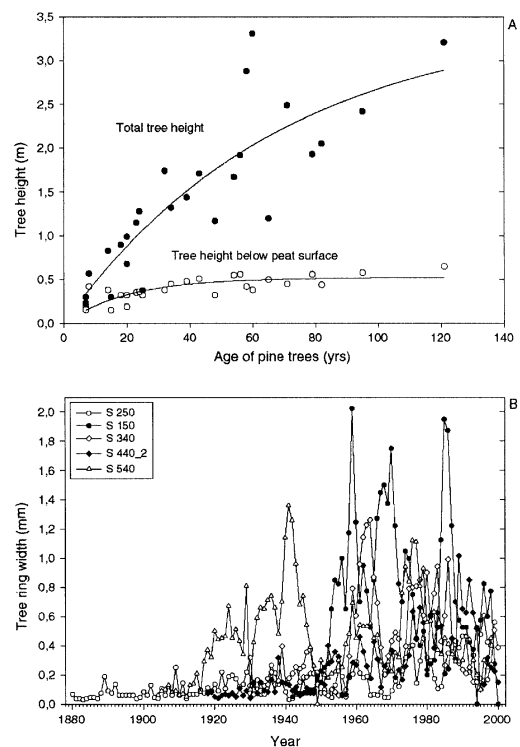 A
3,5
3,0
2,5
2,0
1,5
1,0
0,5
0,0
Tree height (m)
Total tree height
Tree height below peat surface
0 20 40 60 80 100 120 140
Age of pine trees (yrs)
B
2,0
1,8
1,6
1,4
1,2
1,0
0,8
0,6
0,4
0,2
0,0
Tree ring width (mm)
S 250
S 150
S 340
S 440_2
S 540
1880 1900 1920 1940 1960 1980 2000
Year